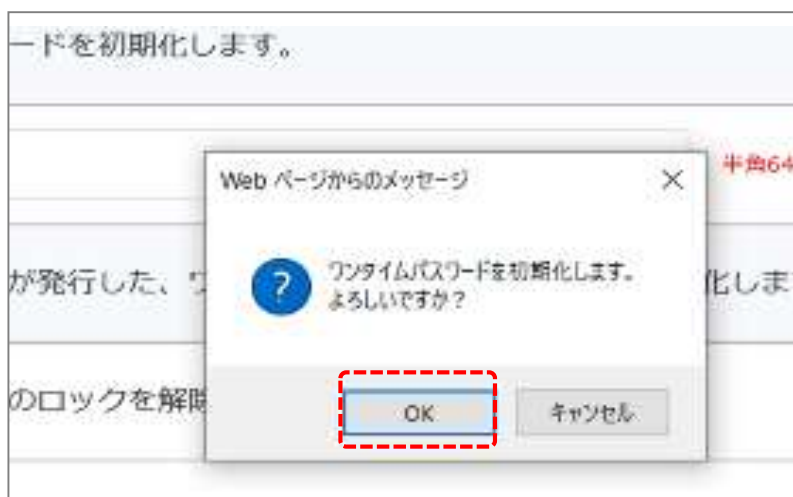 ードを初期化します。
半角64
Web ページからのメッセージ
が発行した、ワ
ワンタイムパスワードを初期化します。
よろしいですか？
化しま
のロックを解除
OK
キャンセル